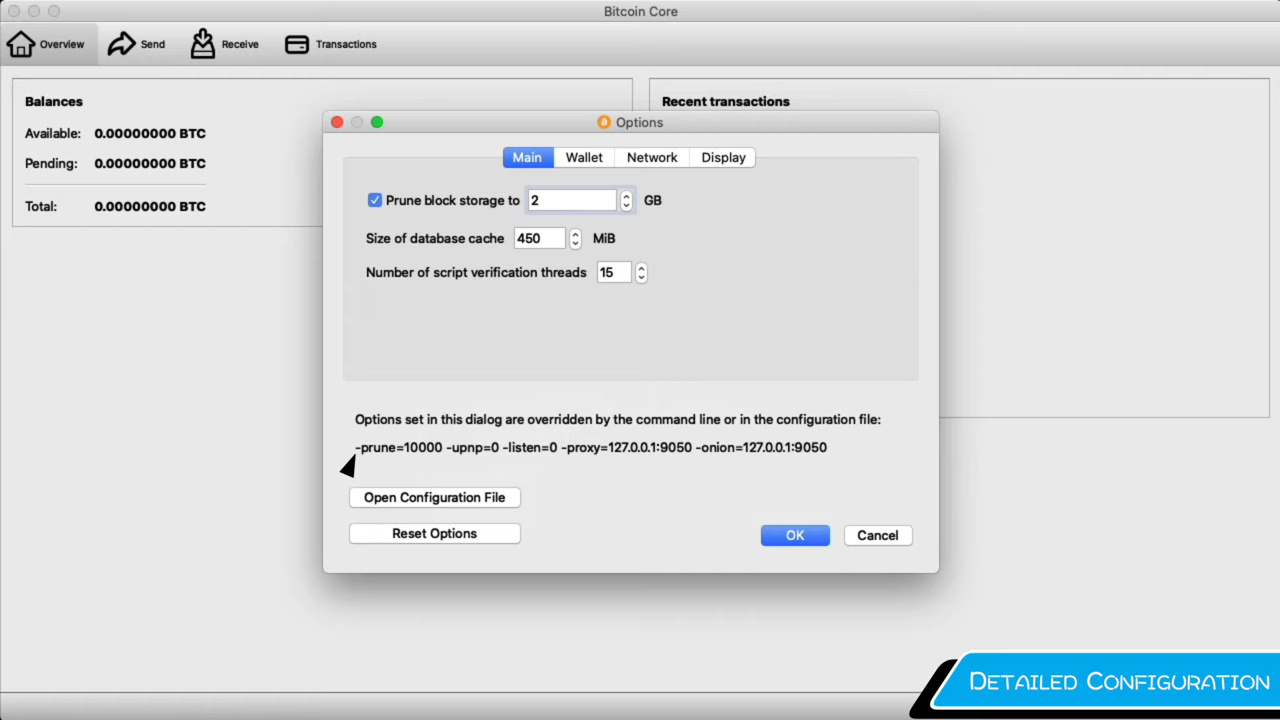 Bitcoin Core
Overview Send Receive Transactions
Balances
Available: 0.00000000 BTC
Pending: 0.00000000 BTC
Total: 0.00000000 BTC
Recent transactions
Options
Main Wallet Network Display
Prune block storage to 2 GB
Size of database cache 450 MiB
Number of script verification threads 15
Options set in this dialog are overridden by the command line or in the configuration file:
-prune=10000 -upnp=0 -listen=0 -proxy=127.0.0.1:9050 -onion=127.0.0.1:9050
Open Configuration File
Reset Options
OK Cancel
Detailed Configuration